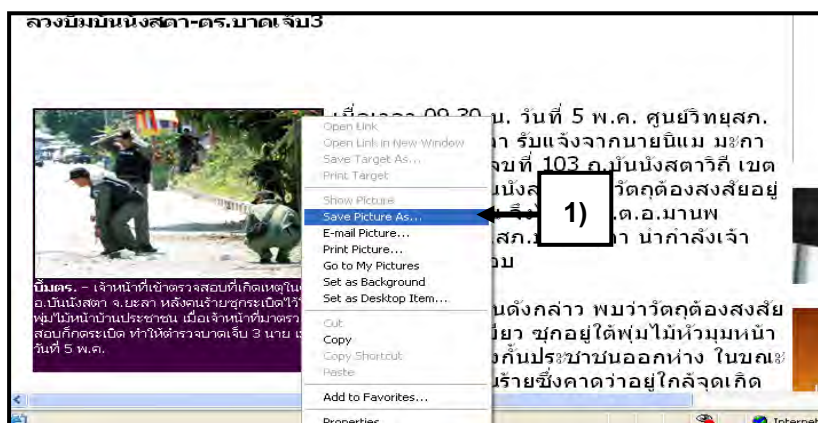 ลวงบึมบันนังสตา-ตร.บาดเจ็บ3
09.30 น. วันที่ 5 พ.ค. ศูนย์วิทยุสภ.
รับแจ้งจากนายนิแม มะกา
ที่ 103 ถ.บันนังสตาวิถี เขต
วัตถุต้องสงสัยอยู่
ต.อ.มานพ
นำกำลังเจ้า
ดังกล่าว พบว่าวัตถุต้องสงสัย
ซุกอยู่ใต้พุ่มไม้หัวมุมหน้า
กั้นประชาชนออกห่าง ในขณะ
ร้ายซึ่งคาดว่าอยู่ใกล้จุดเกิด
บึ้มตร. – เจ้าหน้าที่เข้าตรวจสอบที่เกิดเหตุใน
อ.บันนังสตา จ.ยะลา หลังคนร้ายซุกระเบิดไว้
พุ่มไม้หน้าบ้านประชาชน เมื่อเจ้าหน้าที่มาตรว
สอบก็กดระเบิด ทำให้ตำรวจบาดเจ็บ 3 นาย เ
วันที่ 5 พ.ค.
Open Link
Open Link in New Window
Save Target As...
Print Target
Show Picture
Save Picture As...
E-mail Picture...
Print Picture...
Go to My Pictures
Set as Background
Set as Desktop Item...
Cut
Copy
Copy Shortcut
Paste
Add to Favorites...
Properties
1)
Internet